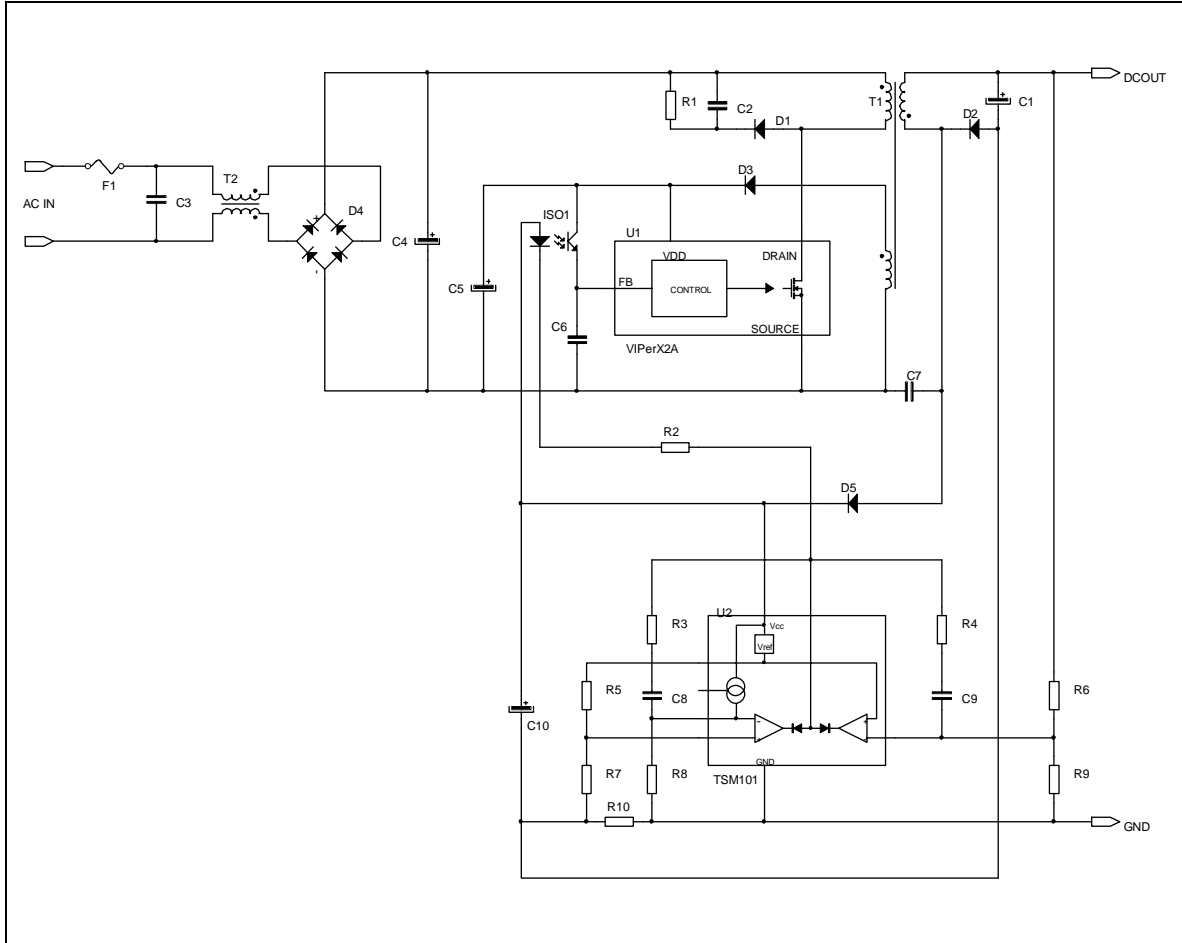 DCOUT
R1
C2
T1
C1
D1
D2
AC IN
F1
C3
T2
D4
+
-
C4
+
D3
ISO1
C5
+
U1
VDD
DRAIN
FB
CONTROL
C6
SOURCE
VIPerX2A
C7
R2
D5
U2
R3
Vcc
R4
Vref
R5
C8
C9
R6
C10
+
-
+
+
-
R7
R8
GND
TSM101
R9
R10
GND